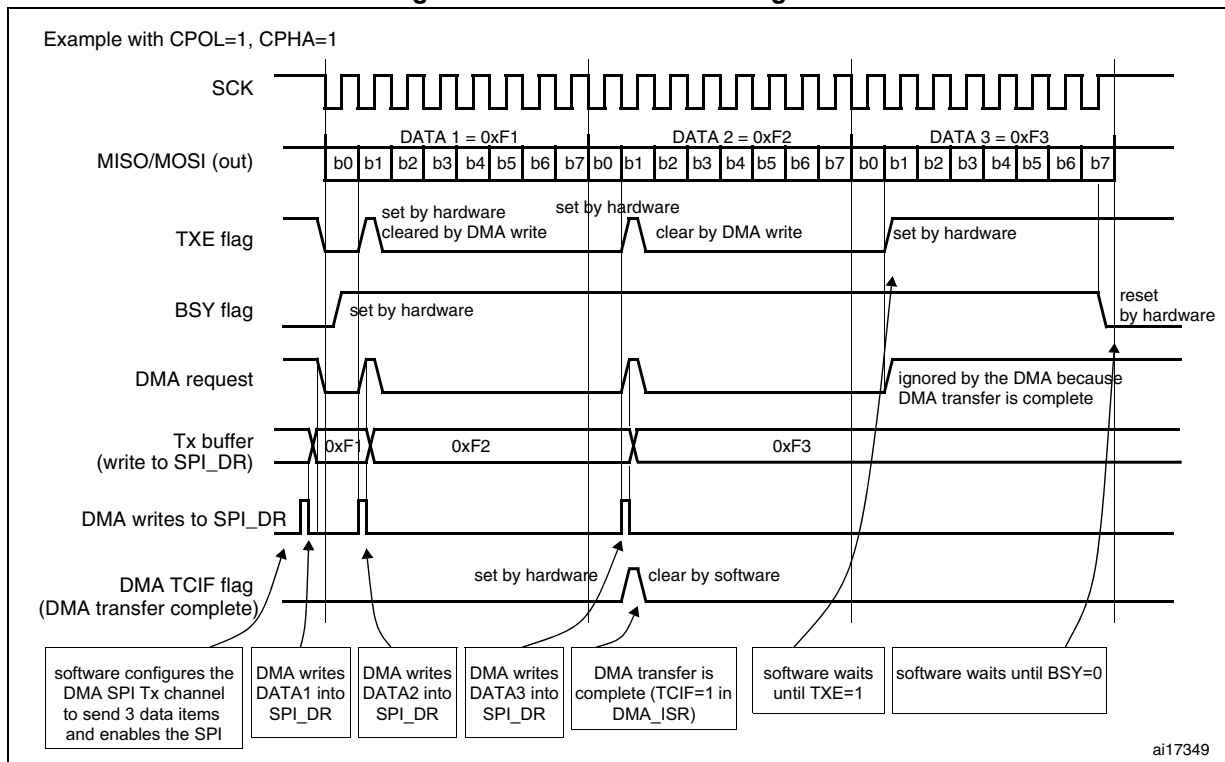 Example with CPOL=1, CPHA=1
SCK
DATA 1 = 0xF1
DATA 2 = 0xF2
DATA 3 = 0xF3
MISO/MOSI (out)
b0 b1 b2 b3 b4 b5 b6 b7 b0 b1 b2 b3 b4 b5 b6 b7 b0 b1 b2 b3 b4 b5 b6 b7
TXE flag
set by hardware
cleared by DMA write
set by hardware
clear by DMA write
set by hardware
BSY flag
set by hardware
reset
by hardware
DMA request
ignored by the DMA because
DMA transfer is complete
Tx buffer
(write to SPI_DR)
0xF1
0xF2
0xF3
DMA writes to SPI_DR
DMA TCIF flag
(DMA transfer complete)
set by hardware
clear by software
software configures the
DMA SPI Tx channel
to send 3 data items
and enables the SPI
DMA writes
DATA1 into
SPI_DR
DMA writes
DATA2 into
SPI_DR
DMA writes
DATA3 into
SPI_DR
DMA transfer is
complete (TCIF=1 in
DMA_ISR)
software waits
until TXE=1
software waits until BSY=0
ai17349